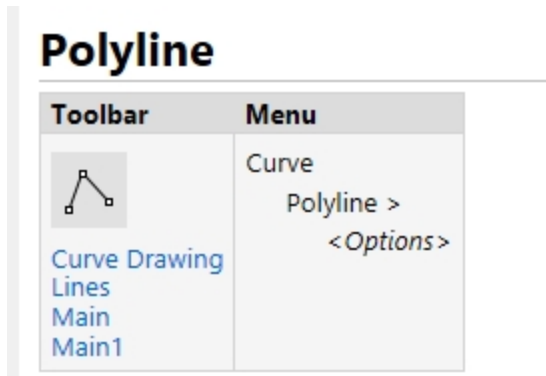 Polyline
Toolbar Menu
Curve
Polyline >
<Options>
Curve Drawing
Lines
Main
Main1